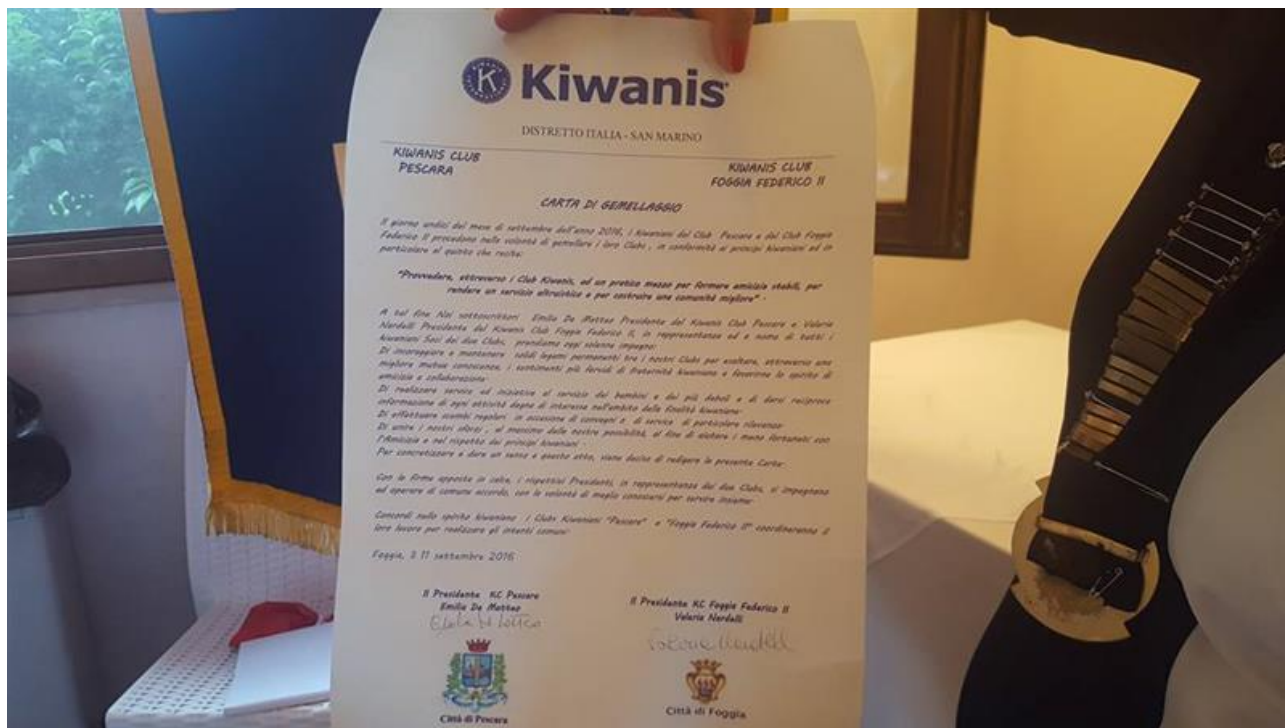 K
Kiwanis
DISTRETTO ITALIA - SAN MARINO
KIWANIS CLUB
PESCARA
KIWANIS CLUB
FOGGIA FEDERICO II
CARTA DI GEMELLAGGIO
Il giorno undici del mese di settembre dell'anno 2016, i kiwaniani del Club Pescara e del Club Foggia
Federico II procedono nella volontà di gemellare i loro Clubs, in conformità ai principi kiwaniani ed in
particolare al quinto che recita:
"Provvedere, attraverso i Club Kiwanis, ad un pratico mezzo per formare amicizie stabili, per
rendere un servizio altruistico e per costruire una comunità migliore" -
A tal fine Noi sottoscrittori Emilia De Matteo Presidente del Kiwanis Club Pescara e Valeria
Nardelli Presidente del Kiwanis Club Foggia Federico II, in rappresentanza ed a nome di tutti i
kiwaniani Soci dei due Clubs, prendiamo oggi solenne impegno:
Di incoraggiare e mantenere saldi legami permanenti tra i nostri Clubs per esaltare, attraverso una
migliore mutua conoscenza, i sentimenti più fervidi di fraternità kiwaniana e favorirne lo spirito di
amicizia e collaborazione-
Di realizzare service ed iniziative al servizio dei bambini e dei più deboli e di darsi reciproca
informazione di ogni attività degna di interesse nell'ambito delle finalità kiwaniane-
Di effettuare scambi regolari in occasione di convegni o di service di particolare rilevanza-
Di unire i nostri sforzi, al massimo delle nostre possibilità, al fine di aiutare i meno fortunati con
l'Amicizia e nel rispetto dei principi kiwaniani -
Per concretizzare e dare un senso a questo atto, viene deciso di redigere la presente Carta-
Con la firma apposta in calce, i rispettivi Presidenti, in rappresentanza dei due Clubs, si impegnano
ad operare di comune accordo, con la volontà di meglio conoscersi per servire insieme-
Concordi nello spirito kiwaniano i Clubs Kiwaniani "Pescara" e "Foggia Federico II" coordineranno il
loro lavoro per realizzare gli intenti comuni-
Foggia, li 11 settembre 2016
Il Presidente KC Pescara
Emilia De Matteo
Il Presidente KC Foggia Federico II
Valeria Nardelli
Valeria Nardelli
Città di Pescara
Città di Foggia